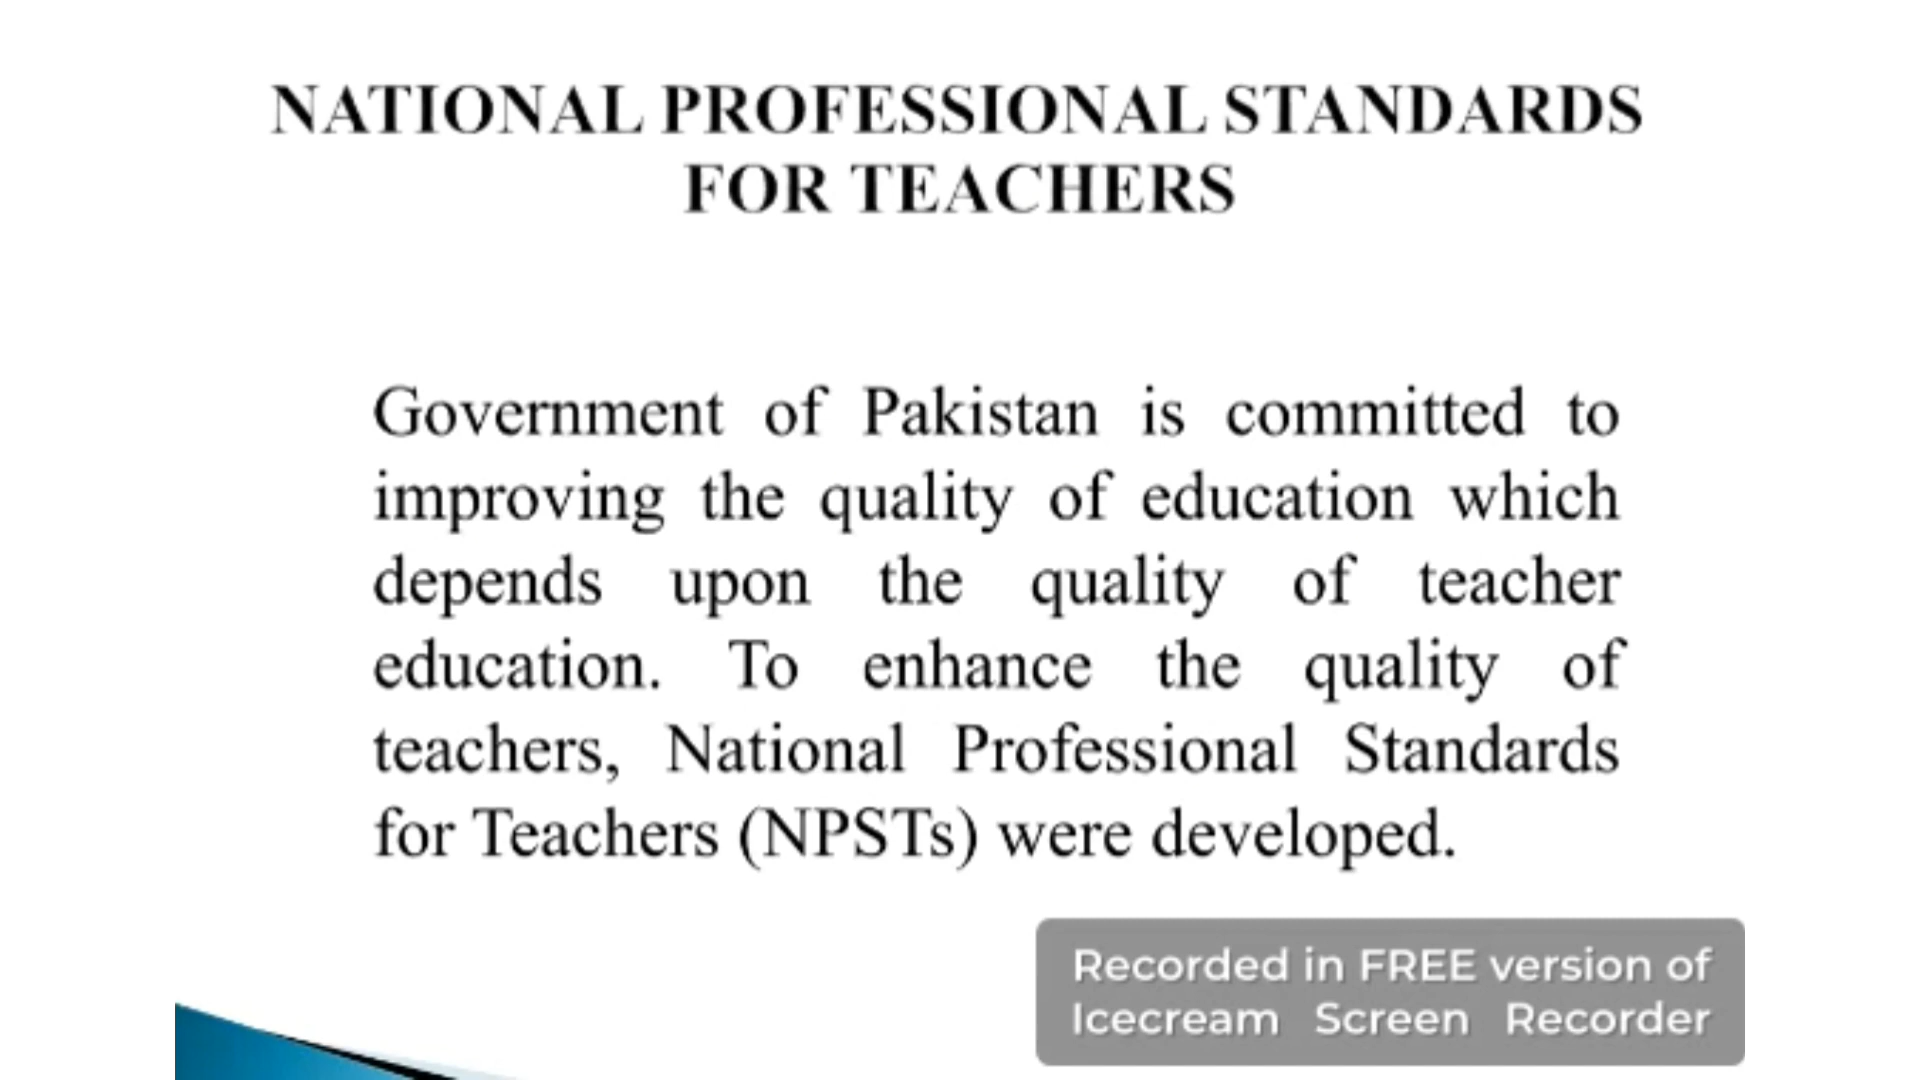 NATIONAL PROFESSIONAL STANDARDS
FOR TEACHERS
Government of Pakistan is committed to
improving the quality of education which
depends upon the quality of teacher
education. To enhance the quality of
teachers, National Professional Standards
for Teachers (NPSTs) were developed.
Recorded in FREE version of
Icecream Screen Recorder